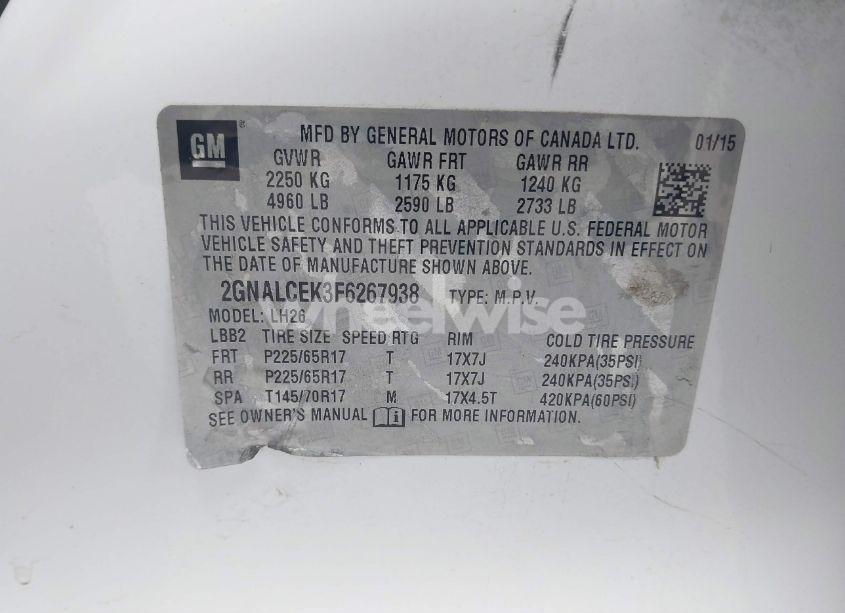 GM ®
MFD BY GENERAL MOTORS OF CANADA LTD. 01/15
GVWR GAWR FRT GAWR RR
2250 KG 1175 KG 1240 KG
4960 LB 2590 LB 2733 LB
THIS VEHICLE CONFORMS TO ALL APPLICABLE U.S. FEDERAL MOTOR
VEHICLE SAFETY AND THEFT PREVENTION STANDARDS IN EFFECT ON
THE DATE OF MANUFACTURE SHOWN ABOVE.
2GNALCEK3F6267938 TYPE: M.P.V.
wheelwise
MODEL: LH26
LBB2 TIRE SIZE SPEED RTG RIM COLD TIRE PRESSURE
FRT P225/65R17 T 17X7J 240KPA(35PSI)
RR P225/65R17 T 17X7J 240KPA(35PSI)
SPA T145/70R17 M 17X4.5T 420KPA(60PSI)
SEE OWNER'S MANUAL FOR MORE INFORMATION.